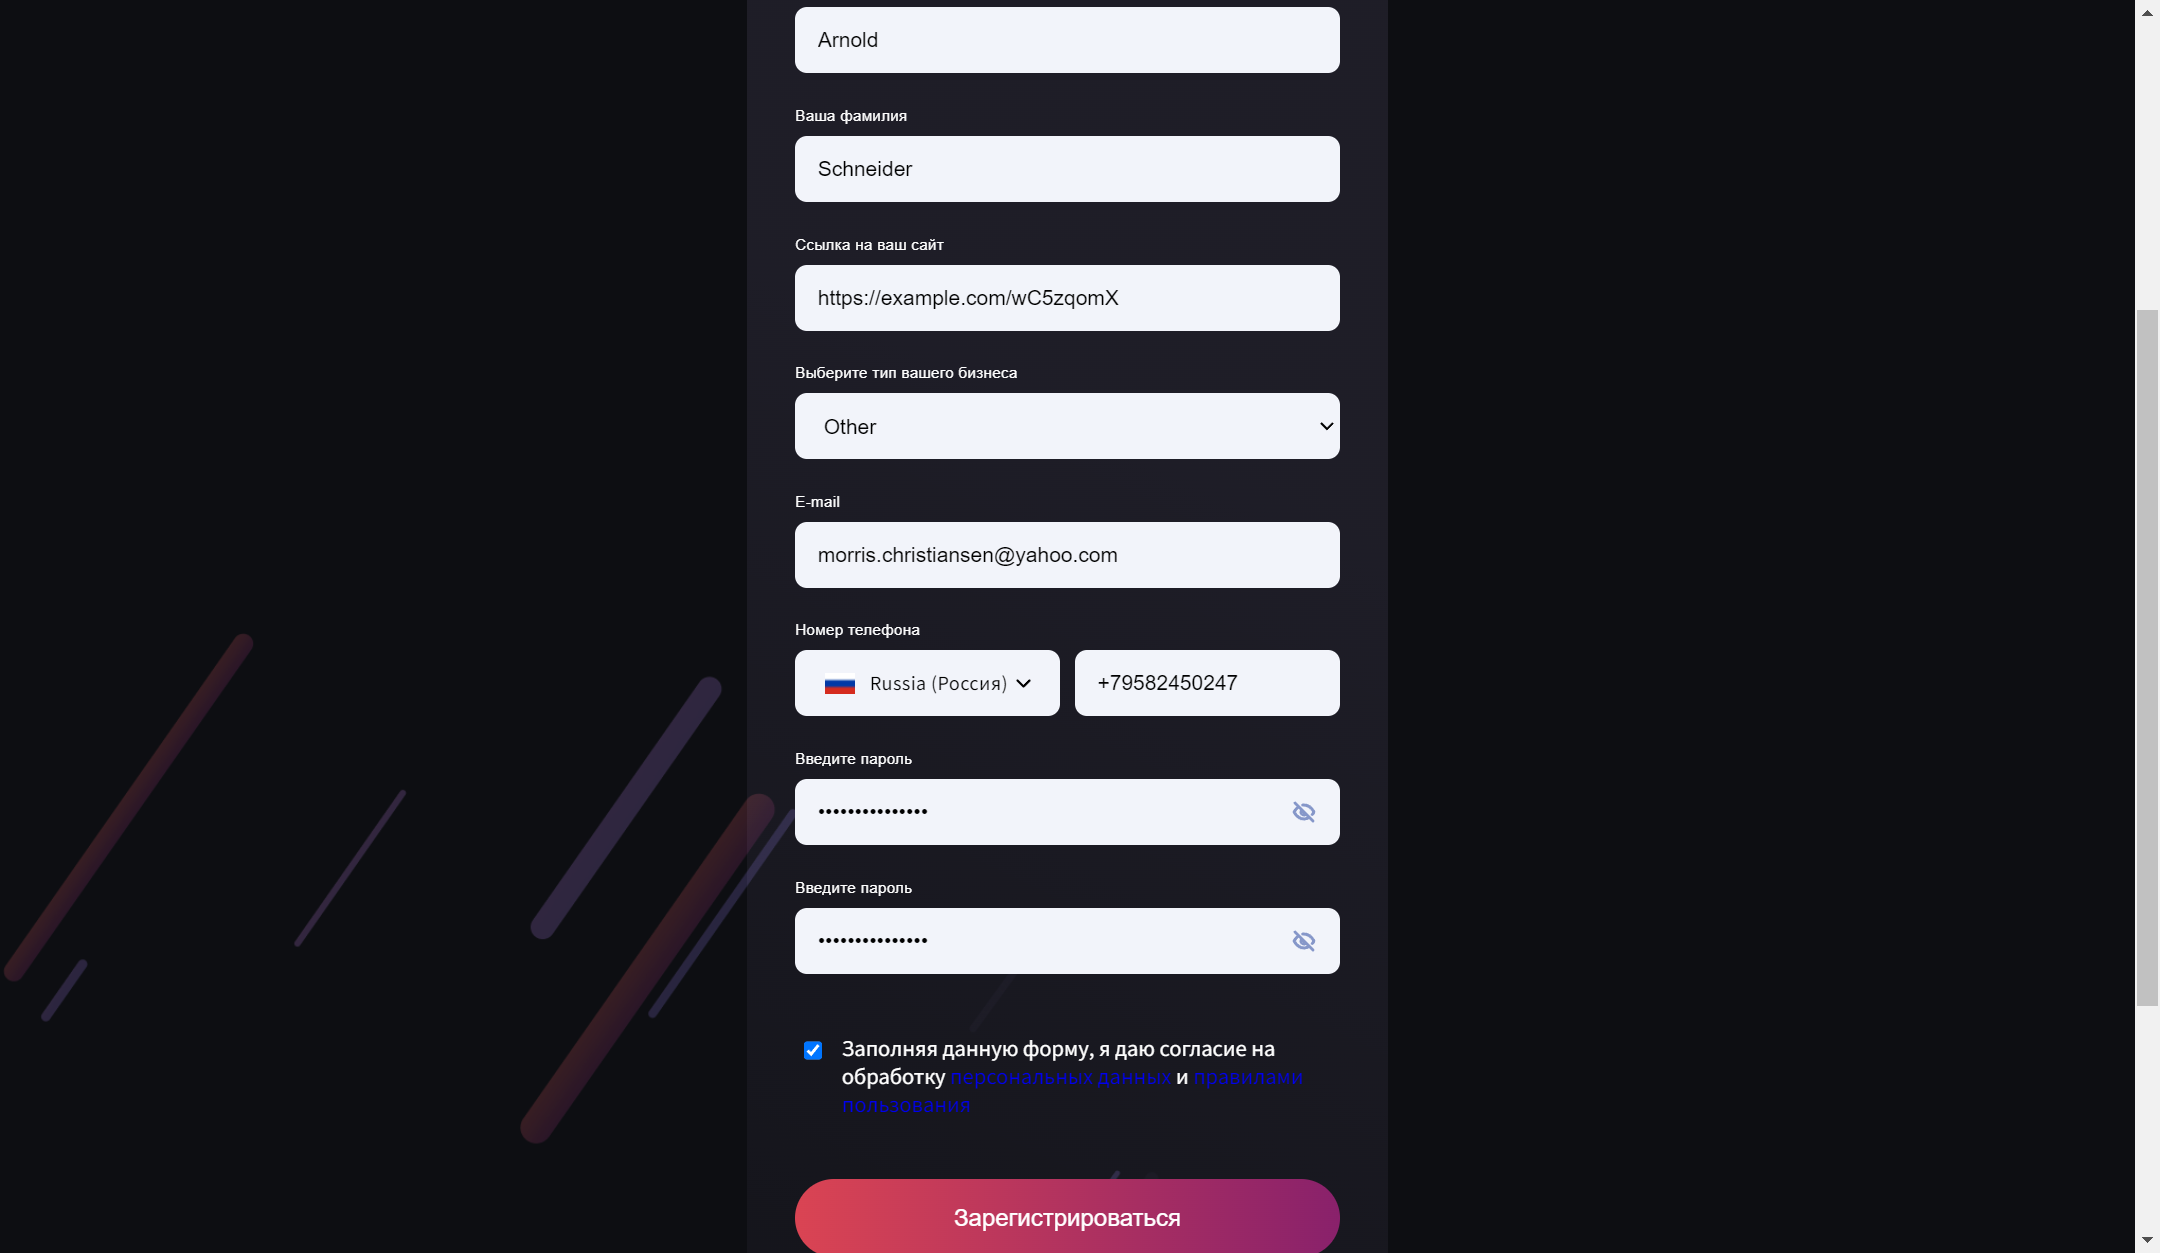 Arnold
Ваша фамилия
Schneider
Ссылка на ваш сайт
https://example.com/wC5zqomX
Выберите тип вашего бизнеса
Other
E-mail
morris.christiansen@yahoo.com
Номер телефона
Russia (Россия) +79582450247
Введите пароль
•••••••••••••••
Введите пароль
•••••••••••••••
Заполняя данную форму, я даю согласие на
обработку персональных данных и правилами
пользования
Зарегистрироваться